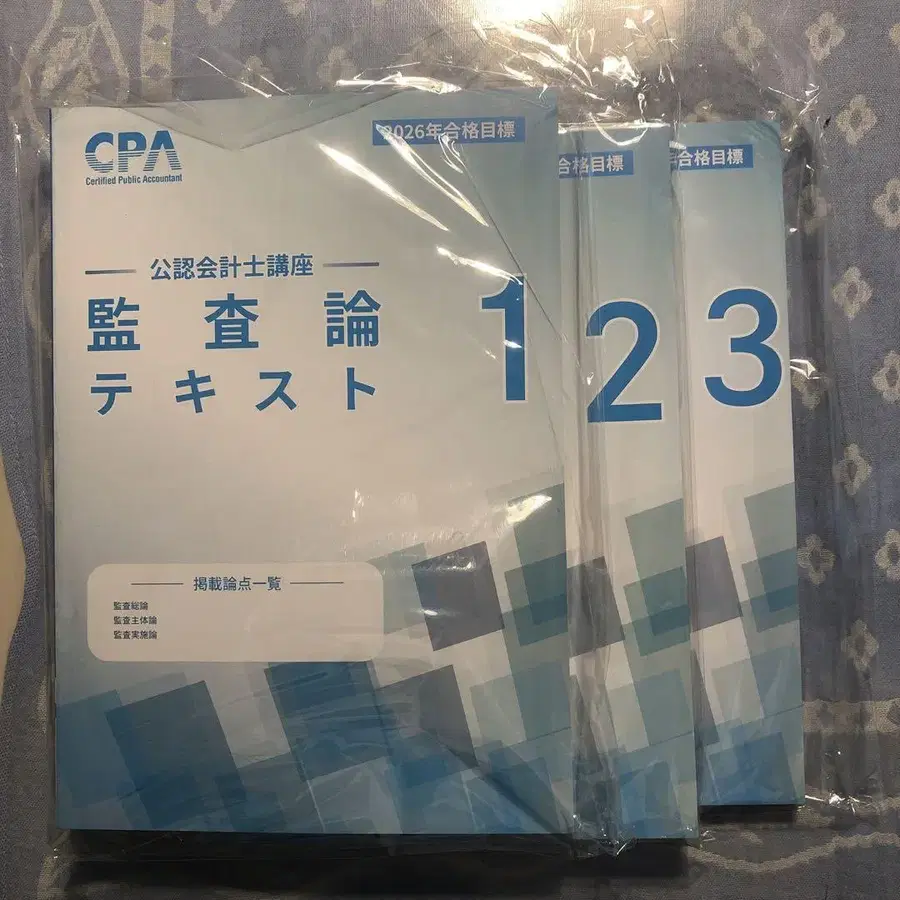 CPA
Certified Public Accountant
2026年合格目標
公認会計士講座
監査論
テキスト
1
掲載論点一覧
監査総論
監査主体論
監査実施論
合格目標
2
年合格目標
3